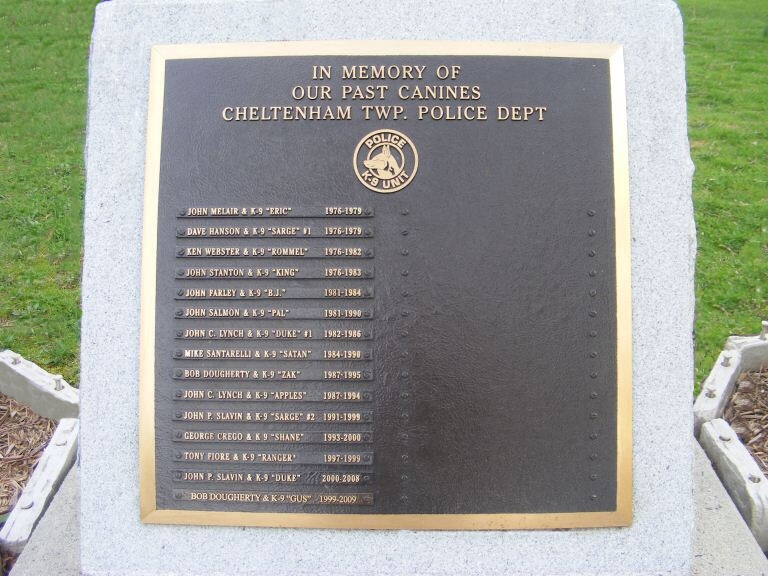 IN MEMORY OF
OUR PAST CANINES
CHELTENHAM TWP. POLICE DEPT
POLICE
K-9 UNIT
JOHN MELAIR & K-9 "ERIC" 1976-1979
DAVE HANSON & K-9 "SARGE" #1 1976-1979
KEN WEBSTER & K-9 "ROMMEL" 1976-1982
JOHN STANTON & K-9 "KING" 1976-1983
JOHN FARLEY & K-9 "B.J." 1981-1984
JOHN SALMON & K-9 "PAL" 1981-1990
JOHN C. LYNCH & K-9 "DUKE" #1 1982-1986
MIKE SANTARELLI & K-9 "SATAN" 1984-1990
BOB DOUGHERTY & K-9 "ZAK" 1987-1995
JOHN C. LYNCH & K-9 "APPLES" 1987-1994
JOHN P. SLAVIN & K-9 "SARGE" #2 1991-1999
GEORGE CREGO & K-9 "SHANE" 1993-2000
TONY FIORE & K-9 "RANGER" 1997-1999
JOHN P. SLAVIN & K-9 "DUKE" 2000-2008
BOB DOUGHERTY & K-9 "GUS" 1999-2009